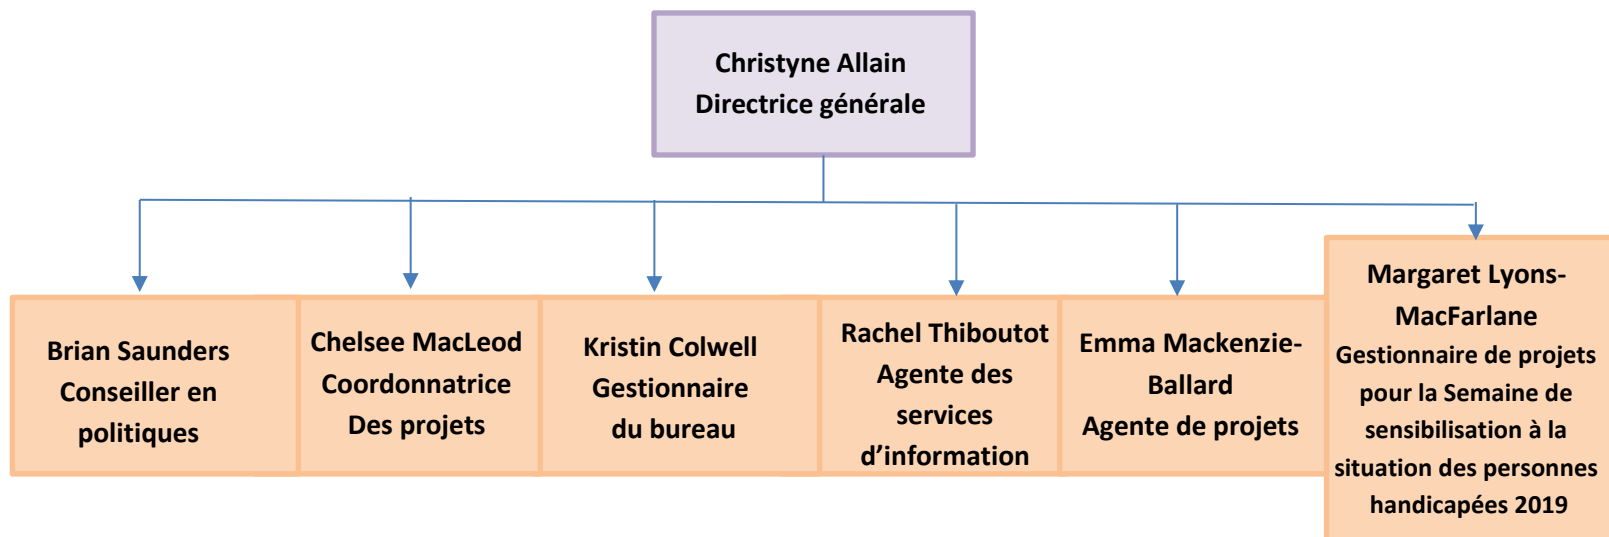 Christyne Allain
Directrice générale
Brian Saunders
Conseiller en
politiques
Chelsee MacLeod
Coordonnatrice
Des projets
Kristin Colwell
Gestionnaire
du bureau
Rachel Thiboutot
Agente des
services
d’information
Emma Mackenzie-
Ballard
Agente de projets
Margaret Lyons-
MacFarlane
Gestionnaire de projets
pour la Semaine de
sensibilisation à la
situation des personnes
handicapées 2019